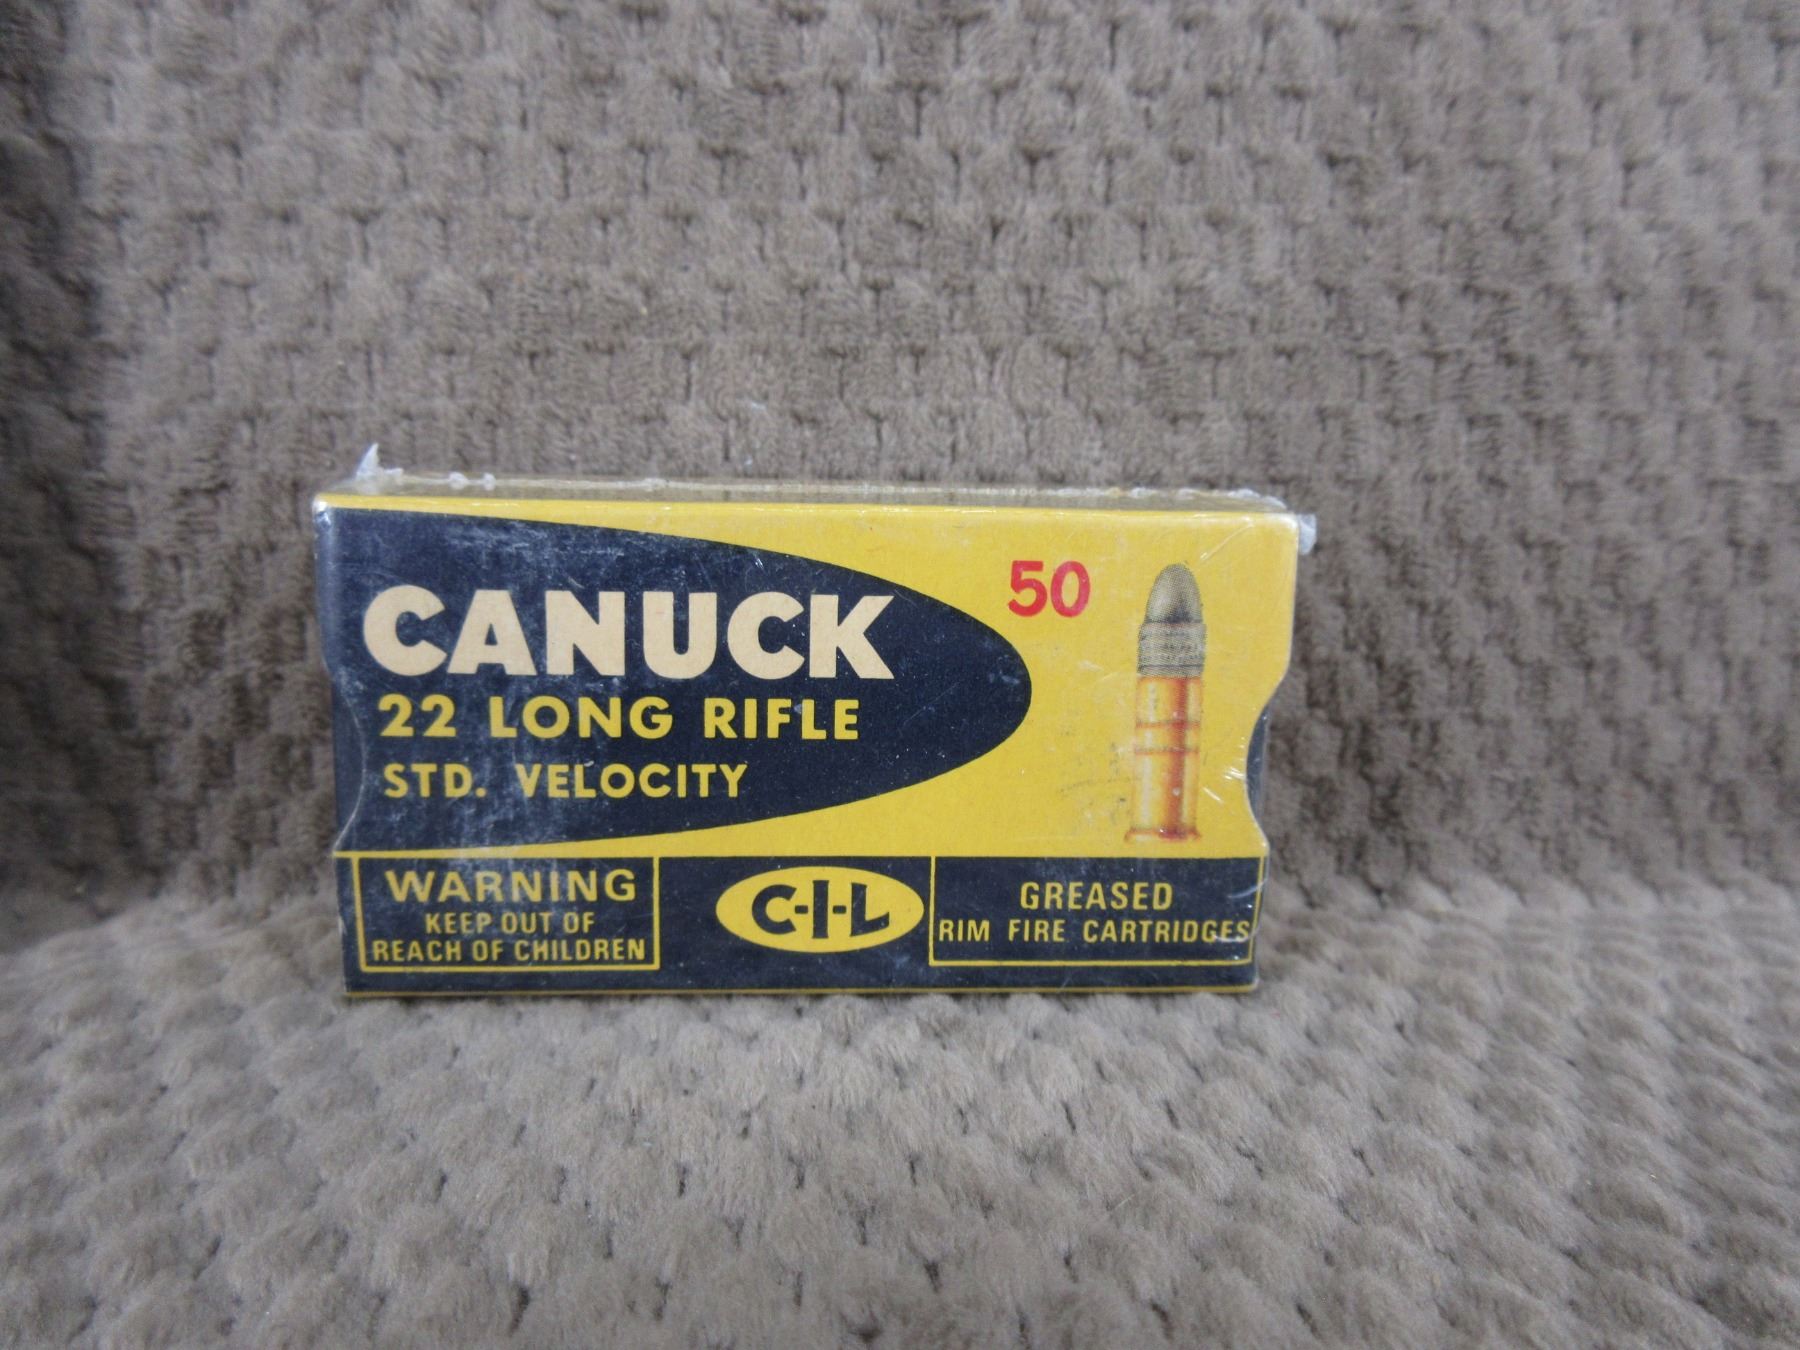 CANUCK
22 LONG RIFLE
STD. VELOCITY
50
WARNING
KEEP OUT OF
REACH OF CHILDREN
C-I-L
GREASED
RIM FIRE CARTRIDGES